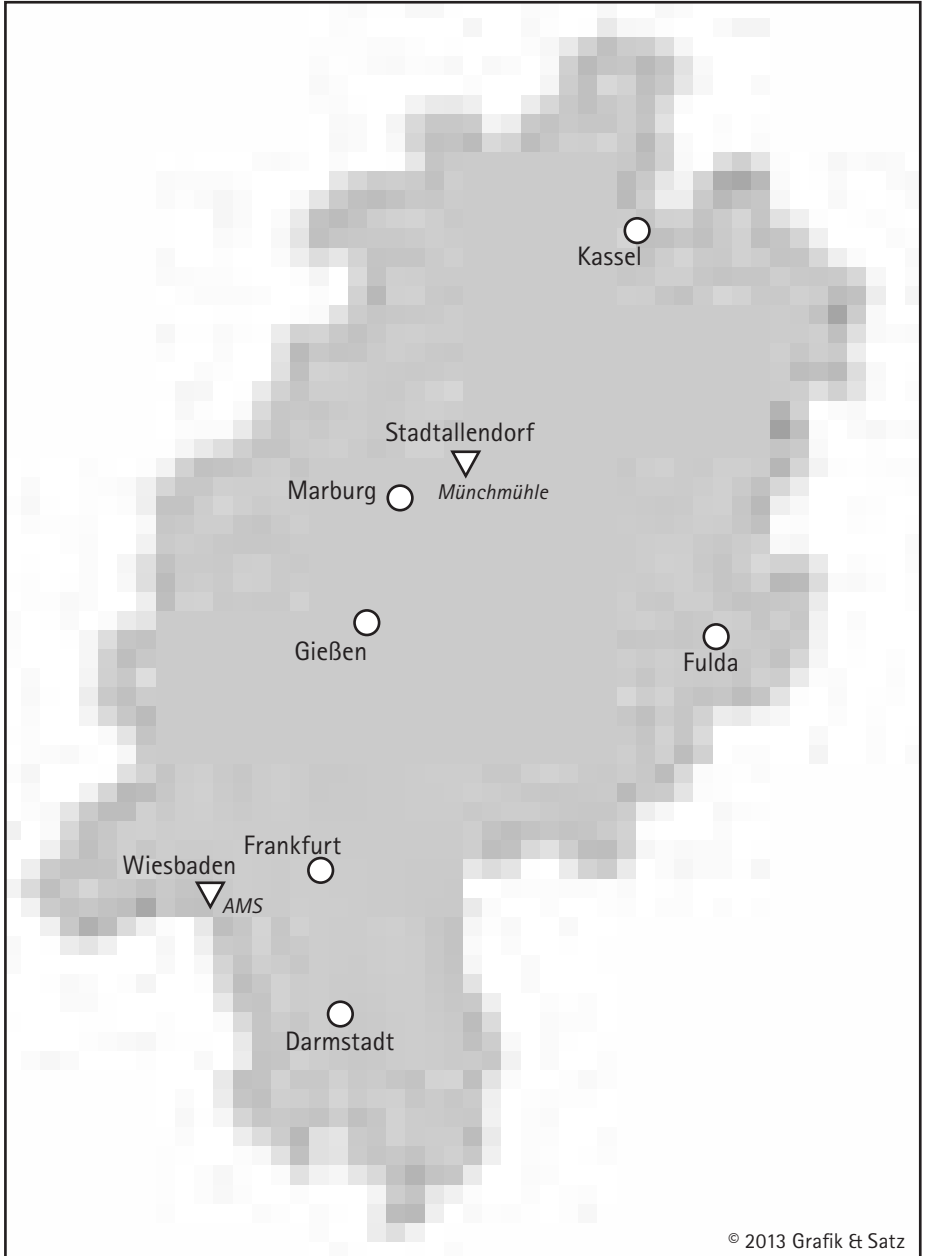 Kassel
Stadtallendorf
Marburg
Münchmühle
Gießen
Fulda
Frankfurt
Wiesbaden
AMS
Darmstadt
© 2013 Grafik & Satz